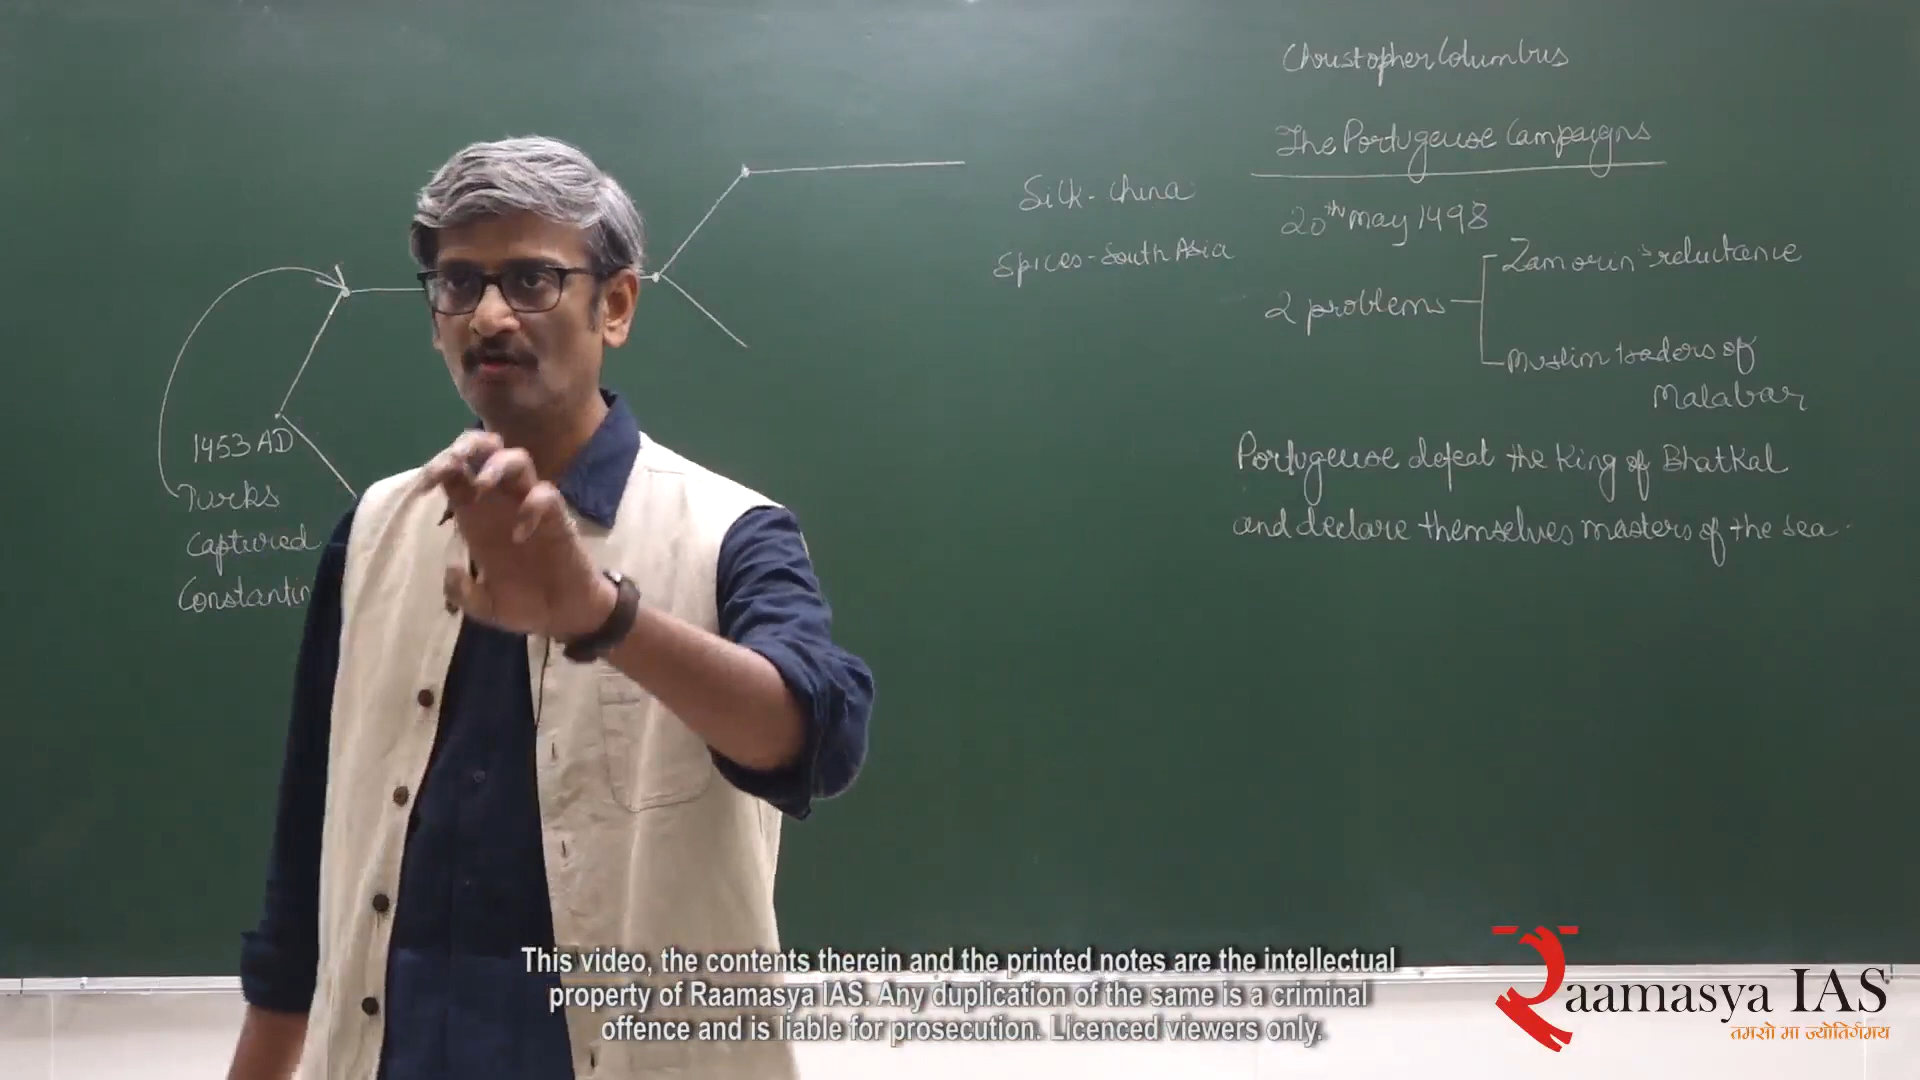 Christopher Columbus
The Portugeuse Campaigns
Silk - China
20th May 1498
Spices - South Asia
Zamorin's reluctance
2 problems
Muslim traders of
Malabar
1453 AD
Turks
Captured
Constantin
Portugeuse defeat the King of Bhatkal
and declare themselves masters of the sea.
This video, the contents therein and the printed notes are the intellectual
property of Raamasya IAS. Any duplication of the same is a criminal
offence and is liable for prosecution. Licenced viewers only.
Raamasya IAS
तमसो मा ज्योतिर्गमय